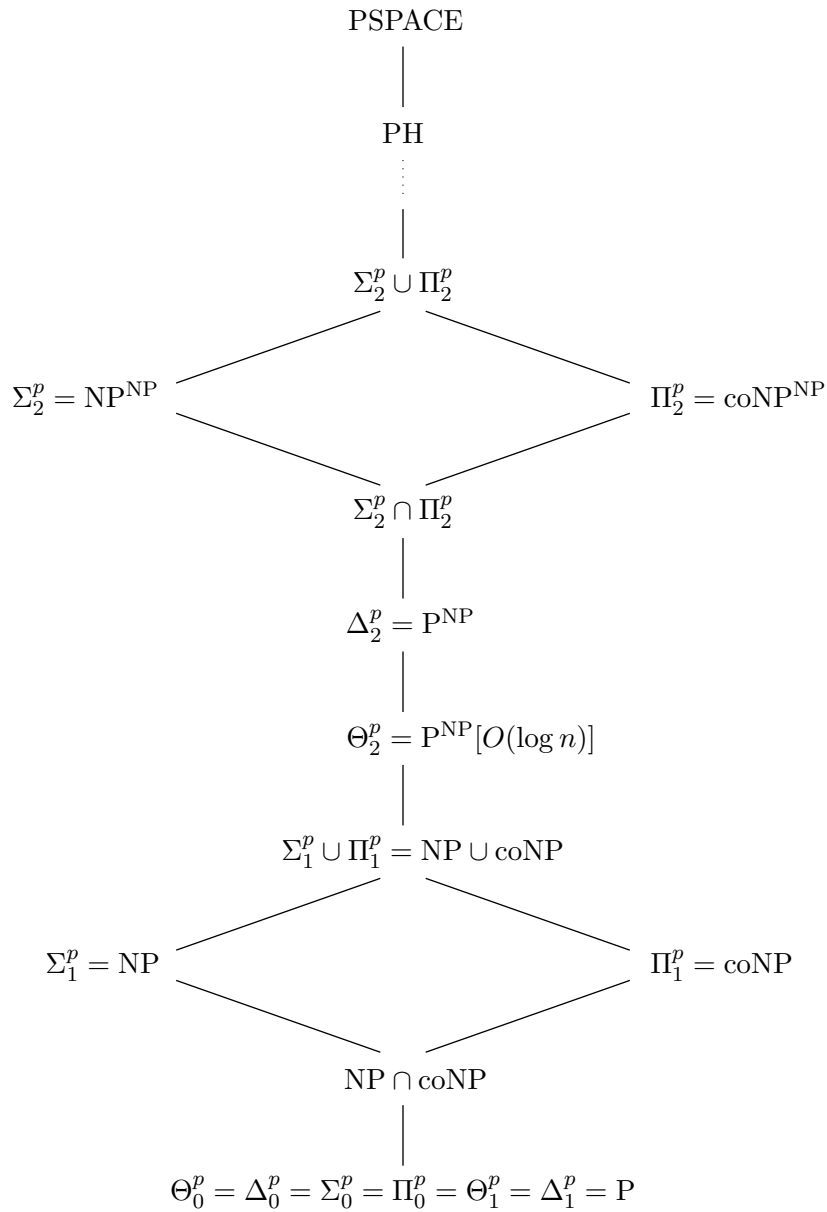 PSPACE
PH
Σ₂ᵖ ∪ Π₂ᵖ
Σ₂ᵖ = NP^NP
Π₂ᵖ = coNP^NP
Σ₂ᵖ ∩ Π₂ᵖ
Δ₂ᵖ = P^NP
Θ₂ᵖ = P^NP[O(log n)]
Σ₁ᵖ ∪ Π₁ᵖ = NP ∪ coNP
Σ₁ᵖ = NP
Π₁ᵖ = coNP
NP ∩ coNP
Θ₀ᵖ = Δ₀ᵖ = Σ₀ᵖ = Π₀ᵖ = Θ₁ᵖ = Δ₁ᵖ = P